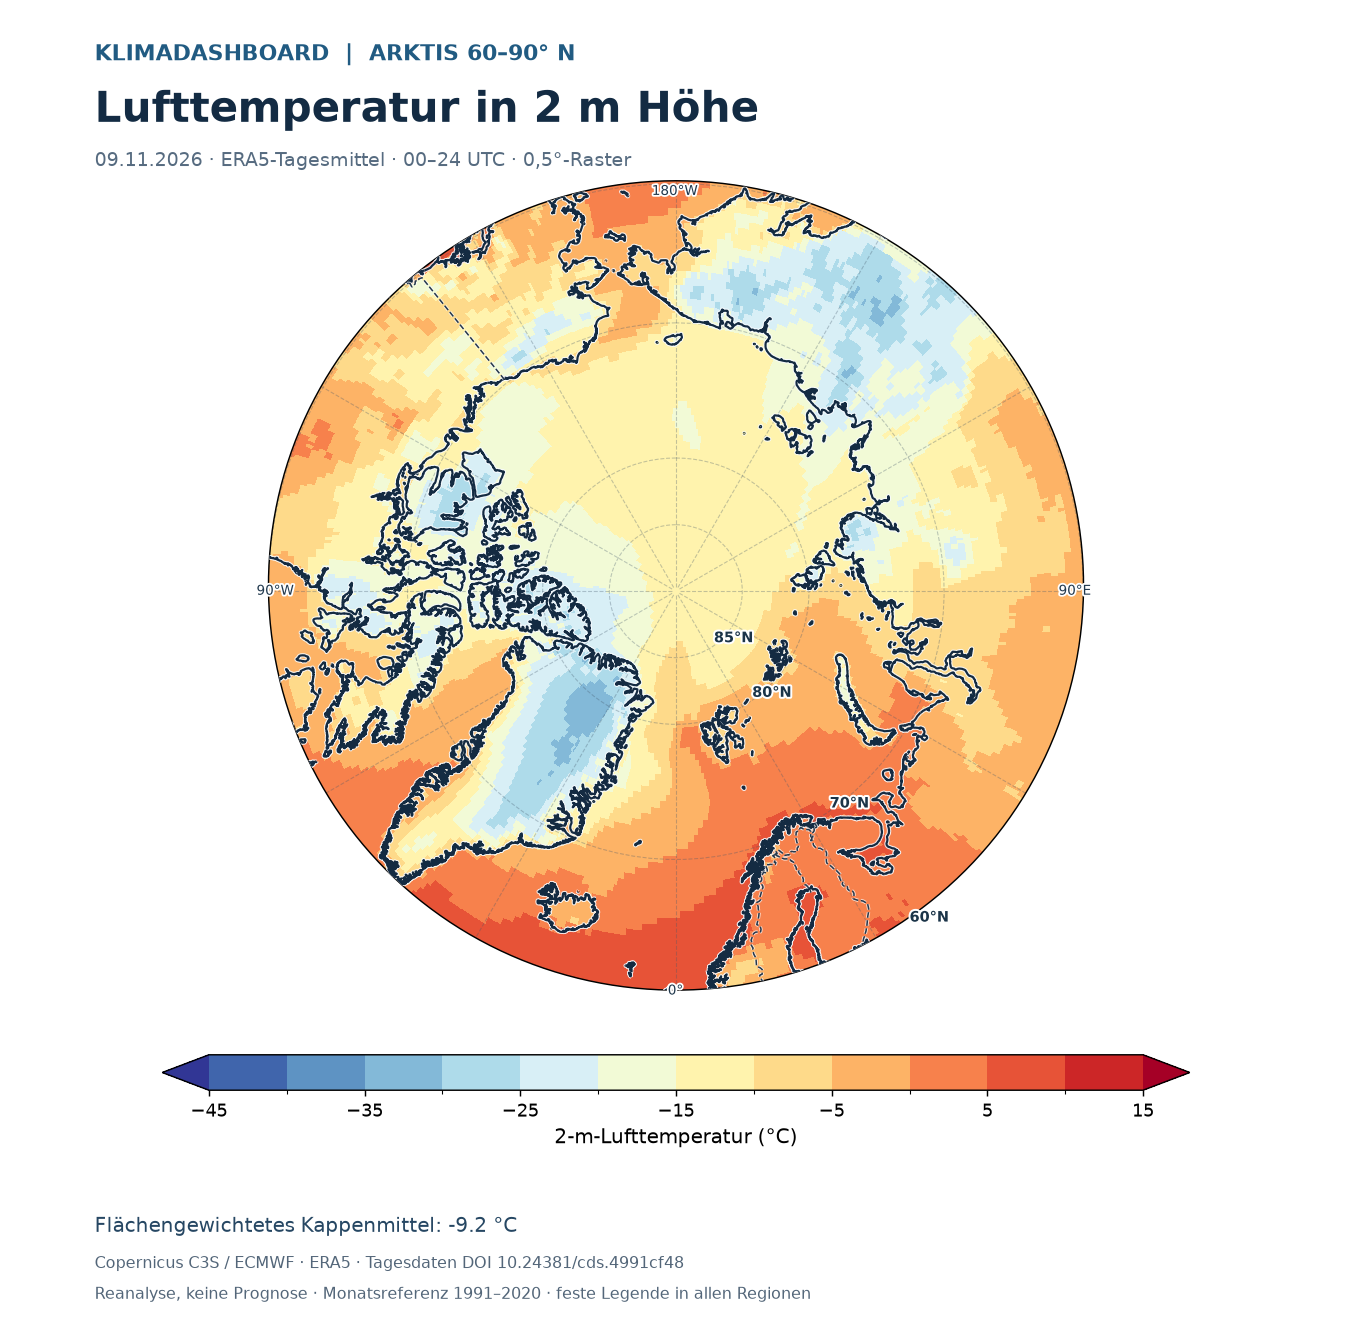 KLIMADASHBOARD | ARKTIS 60–90° N
Lufttemperatur in 2 m Höhe
09.11.2026 · ERA5-Tagesmittel · 00–24 UTC · 0,5°-Raster
180°W
90°W
90°E
85°N
80°N
70°N
60°N
0°
−45 −35 −25 −15 −5 5 15
2-m-Lufttemperatur (°C)
Flächengewichtetes Kappenmittel: -9.2 °C
Copernicus C3S / ECMWF · ERA5 · Tagesdaten DOI 10.24381/cds.4991cf48
Reanalyse, keine Prognose · Monatsreferenz 1991–2020 · feste Legende in allen Regionen